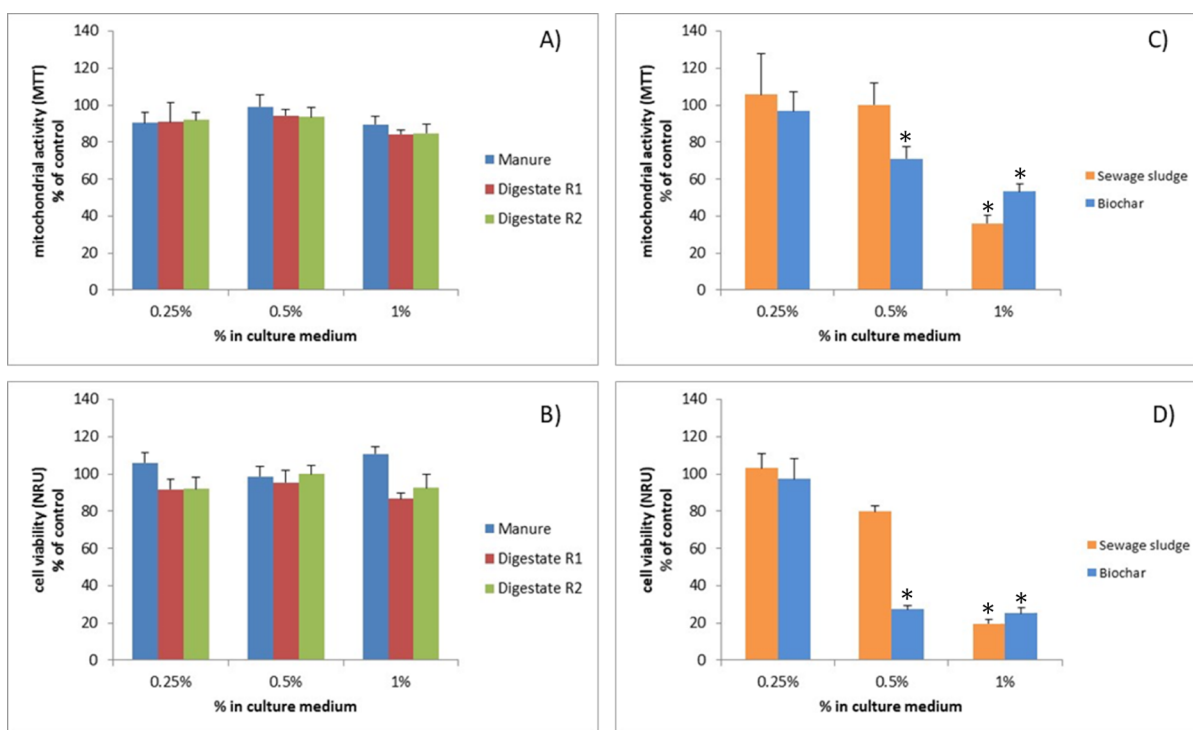 A)
mitochondrial activity (MTT)
% of control
140
120
100
80
60
40
20
0
0.25%
0.5%
1%
% in culture medium
Manure
Digestate R1
Digestate R2
C)
mitochondrial activity (MTT)
% of control
140
120
100
80
60
40
20
0
*
*
*
0.25%
0.5%
1%
% in culture medium
Sewage sludge
Biochar
B)
cell viability (NRU)
% of control
140
120
100
80
60
40
20
0
0.25%
0.5%
1%
% in culture medium
Manure
Digestate R1
Digestate R2
D)
cell viability (NRU)
% of control
140
120
100
80
60
40
20
0
*
*
*
0.25%
0.5%
1%
% in culture medium
Sewage sludge
Biochar